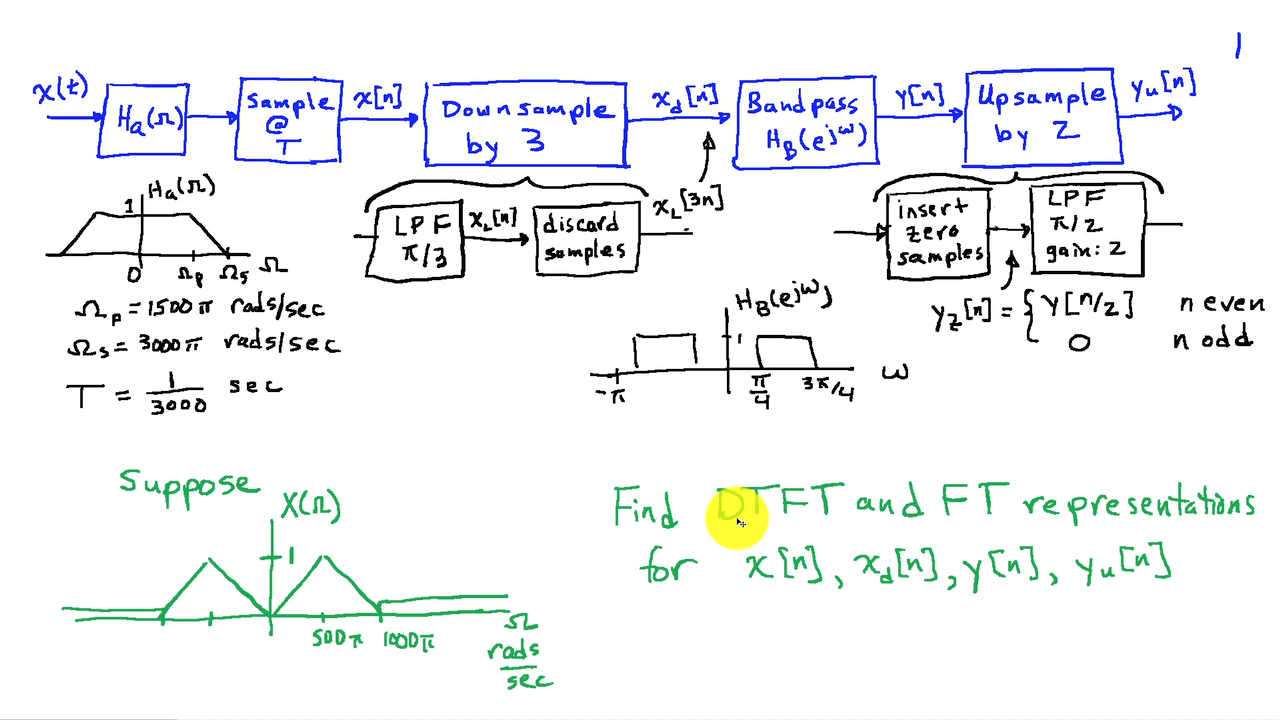 1
x(t)
Ha(Ω)
Sample
@
T
x[n]
Downsample
by 3
xd[n]
Bandpass
HB(e^jω)
y[n]
Upsample
by 2
yu[n]
Ha(Ω)
1
0 Ωp Ωs Ω
Ωp = 1500π rads/sec
Ωs = 3000π rads/sec
T = 1/3000 sec
LPF
π/3
xL[n]
discard
samples
xL[3n]
HB(e^jω)
1
-π π/4 3π/4 ω
insert
zero
samples
LPF
π/2
gain: 2
yz[n] = { y[n/2] n even
0 n odd
Suppose
X(Ω)
1
500π 1000π
Ω
rads
sec
Find DTFT and FT representations
for x[n], xd[n], y[n], yu[n]